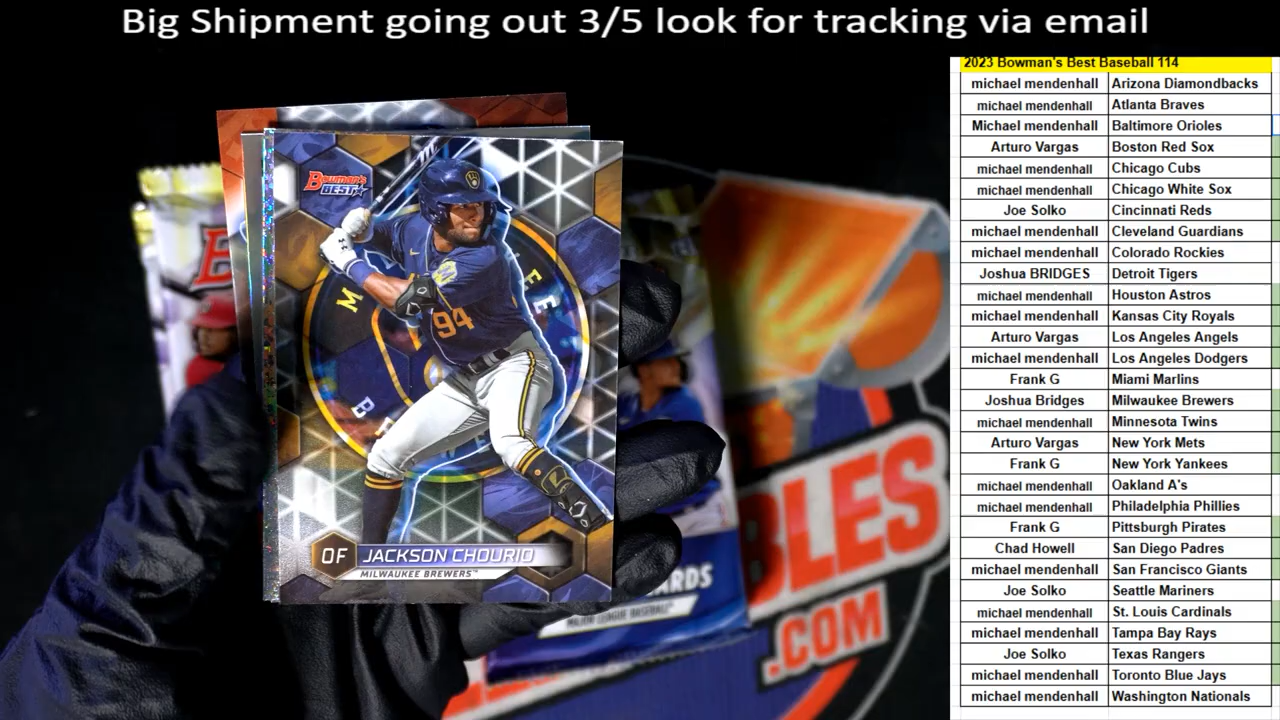 Big Shipment going out 3/5 look for tracking via email
2023 Bowman's Best Baseball 114
michael mendenhall Arizona Diamondbacks
michael mendenhall Atlanta Braves
Michael mendenhall Baltimore Orioles
Arturo Vargas Boston Red Sox
michael mendenhall Chicago Cubs
michael mendenhall Chicago White Sox
Joe Solko Cincinnati Reds
michael mendenhall Cleveland Guardians
michael mendenhall Colorado Rockies
Joshua BRIDGES Detroit Tigers
michael mendenhall Houston Astros
michael mendenhall Kansas City Royals
Arturo Vargas Los Angeles Angels
michael mendenhall Los Angeles Dodgers
Frank G Miami Marlins
Joshua Bridges Milwaukee Brewers
michael mendenhall Minnesota Twins
Arturo Vargas New York Mets
Frank G New York Yankees
michael mendenhall Oakland A's
michael mendenhall Philadelphia Phillies
Frank G Pittsburgh Pirates
Chad Howell San Diego Padres
michael mendenhall San Francisco Giants
Joe Solko Seattle Mariners
michael mendenhall St. Louis Cardinals
michael mendenhall Tampa Bay Rays
Joe Solko Texas Rangers
michael mendenhall Toronto Blue Jays
michael mendenhall Washington Nationals
Bowman's
BEST
94
OF JACKSON CHOURIO
MILWAUKEE BREWERS™
BLES
.COM
MAJOR LEAGUE BASEBALL